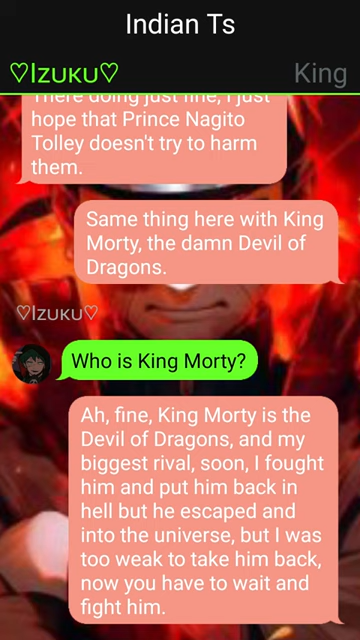 Indian Ts
♡Izuku♡ King
There doing just fine, I just
hope that Prince Nagito
Tolley doesn't try to harm
them.
Same thing here with King
Morty, the damn Devil of
Dragons.
♡Izuku♡
Who is King Morty?
Ah, fine, King Morty is the
Devil of Dragons, and my
biggest rival, soon, I fought
him and put him back in
hell but he escaped and
into the universe, but I was
too weak to take him back,
now you have to wait and
fight him.